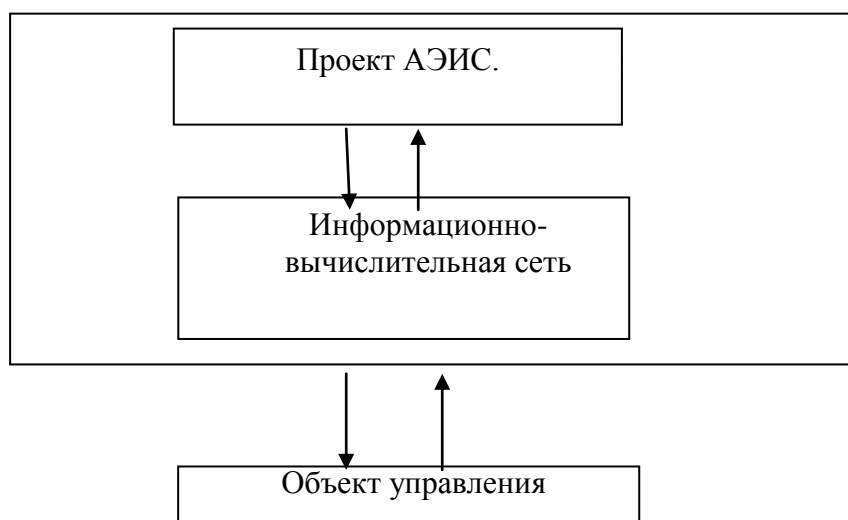 Проект АЭИС.
Информационно-
вычислительная сеть
Объект управления